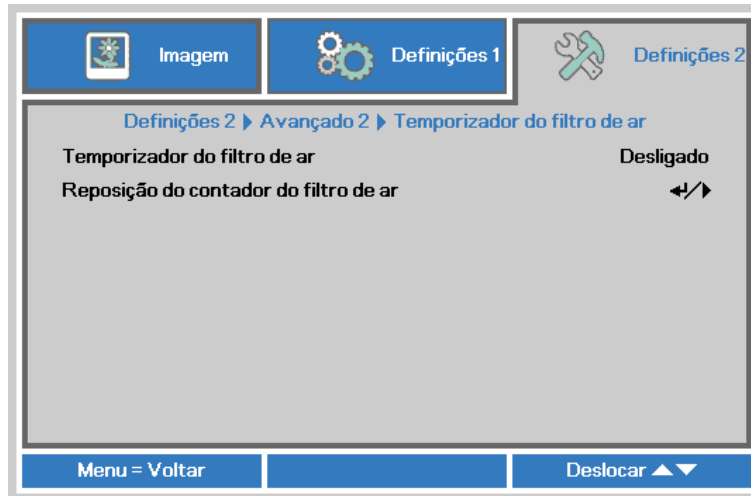 Imagem Definições 1 Definições 2
Definições 2 ▶ Avançado 2 ▶ Temporizador do filtro de ar
Temporizador do filtro de ar Desligado
Reposição do contador do filtro de ar ↵/▶
Menu = Voltar Deslocar ▲▼